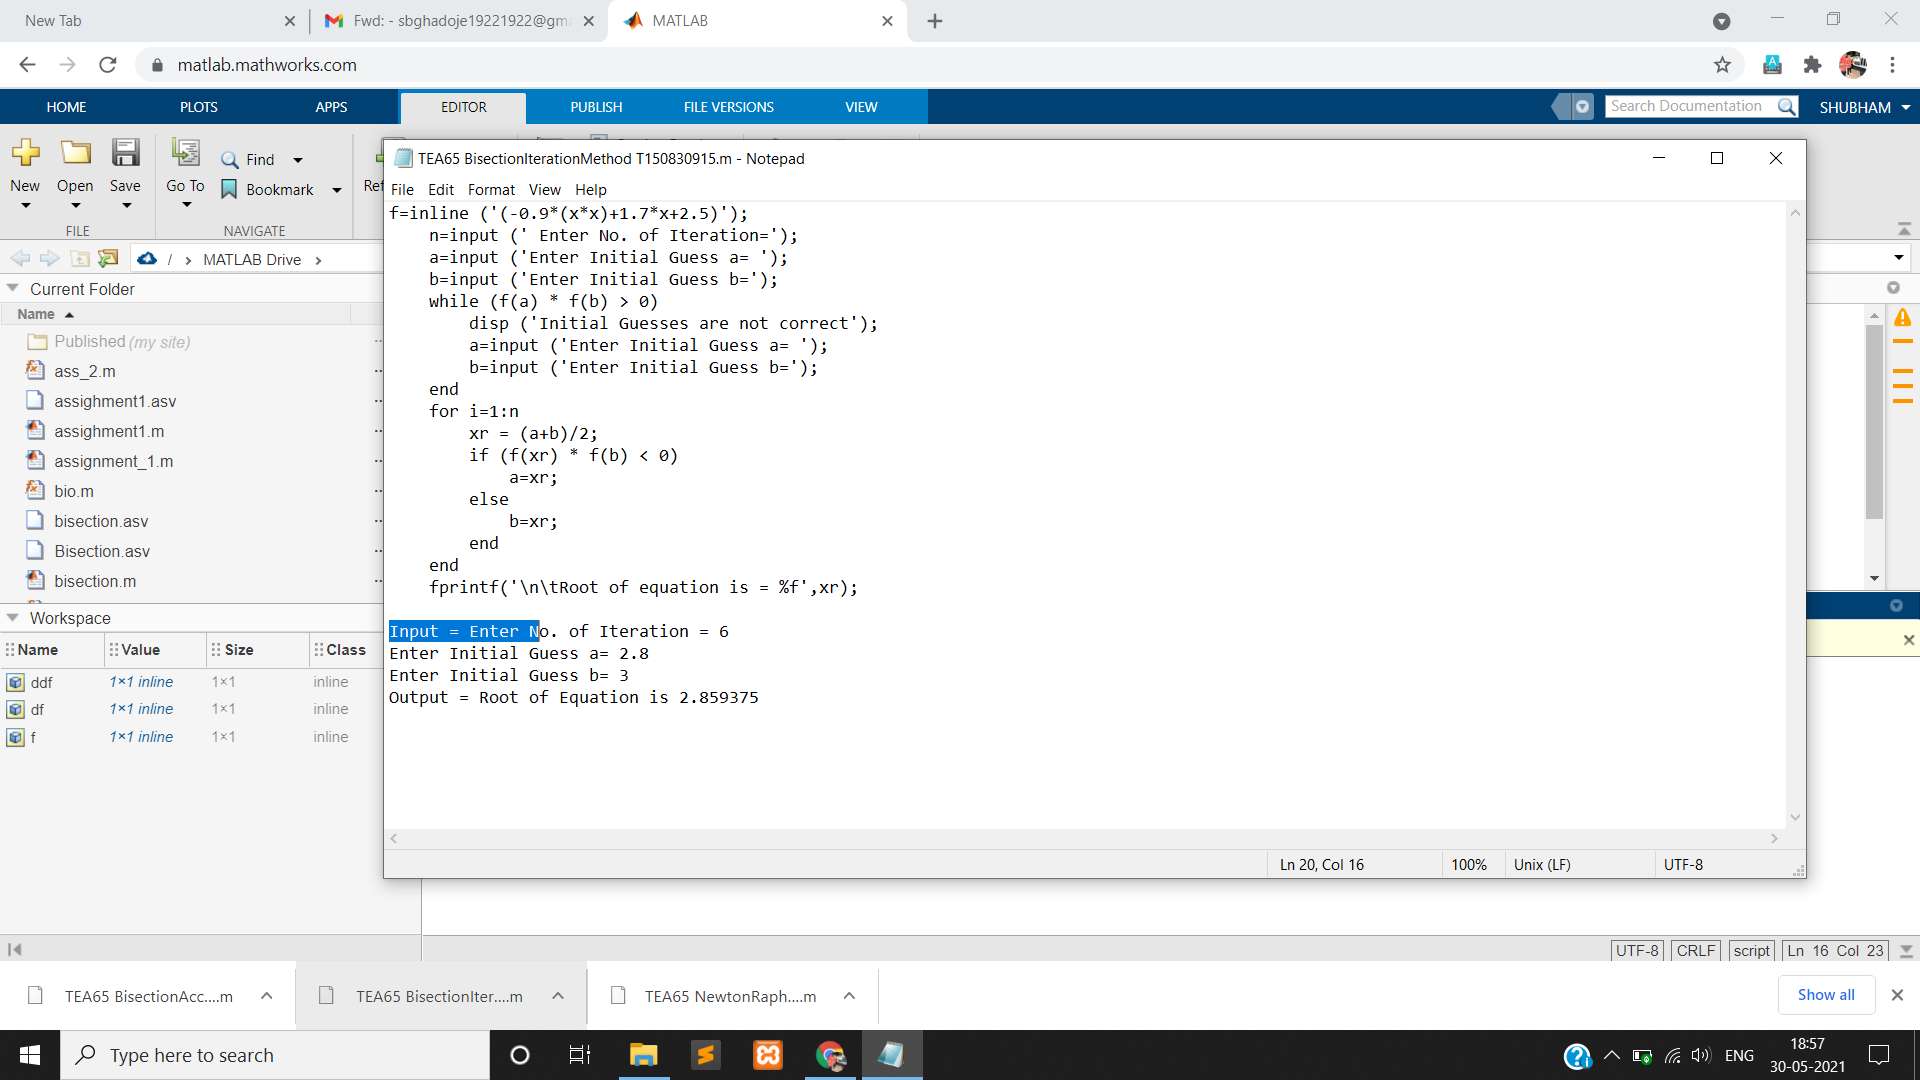 New Tab
Fwd: - sbghadoje19221922@gm
MATLAB
matlab.mathworks.com
HOME PLOTS APPS EDITOR PUBLISH FILE VERSIONS VIEW
Search Documentation
SHUBHAM
New Open Save
FILE
Go To
Find
Bookmark
NAVIGATE
Ref
/ > MATLAB Drive >
Current Folder
Name
Published (my site)
ass_2.m
assighment1.asv
assighment1.m
assignment_1.m
bio.m
bisection.asv
Bisection.asv
bisection.m
Workspace
Name Value Size Class
ddf 1×1 inline 1×1 inline
df 1×1 inline 1×1 inline
f 1×1 inline 1×1 inline
TEA65 BisectionIterationMethod T150830915.m - Notepad
File Edit Format View Help
f=inline ('(-0.9*(x*x)+1.7*x+2.5)');
n=input (' Enter No. of Iteration=');
a=input ('Enter Initial Guess a= ');
b=input ('Enter Initial Guess b=');
while (f(a) * f(b) > 0)
disp ('Initial Guesses are not correct');
a=input ('Enter Initial Guess a= ');
b=input ('Enter Initial Guess b=');
end
for i=1:n
xr = (a+b)/2;
if (f(xr) * f(b) < 0)
a=xr;
else
b=xr;
end
end
fprintf('\n\tRoot of equation is = %f',xr);
Input = Enter No. of Iteration = 6
Enter Initial Guess a= 2.8
Enter Initial Guess b= 3
Output = Root of Equation is 2.859375
Ln 20, Col 16 100% Unix (LF) UTF-8
UTF-8 CRLF script Ln 16 Col 23
TEA65 BisectionAcc....m
TEA65 BisectionIter....m
TEA65 NewtonRaph....m
Show all
Type here to search
ENG
18:57
30-05-2021